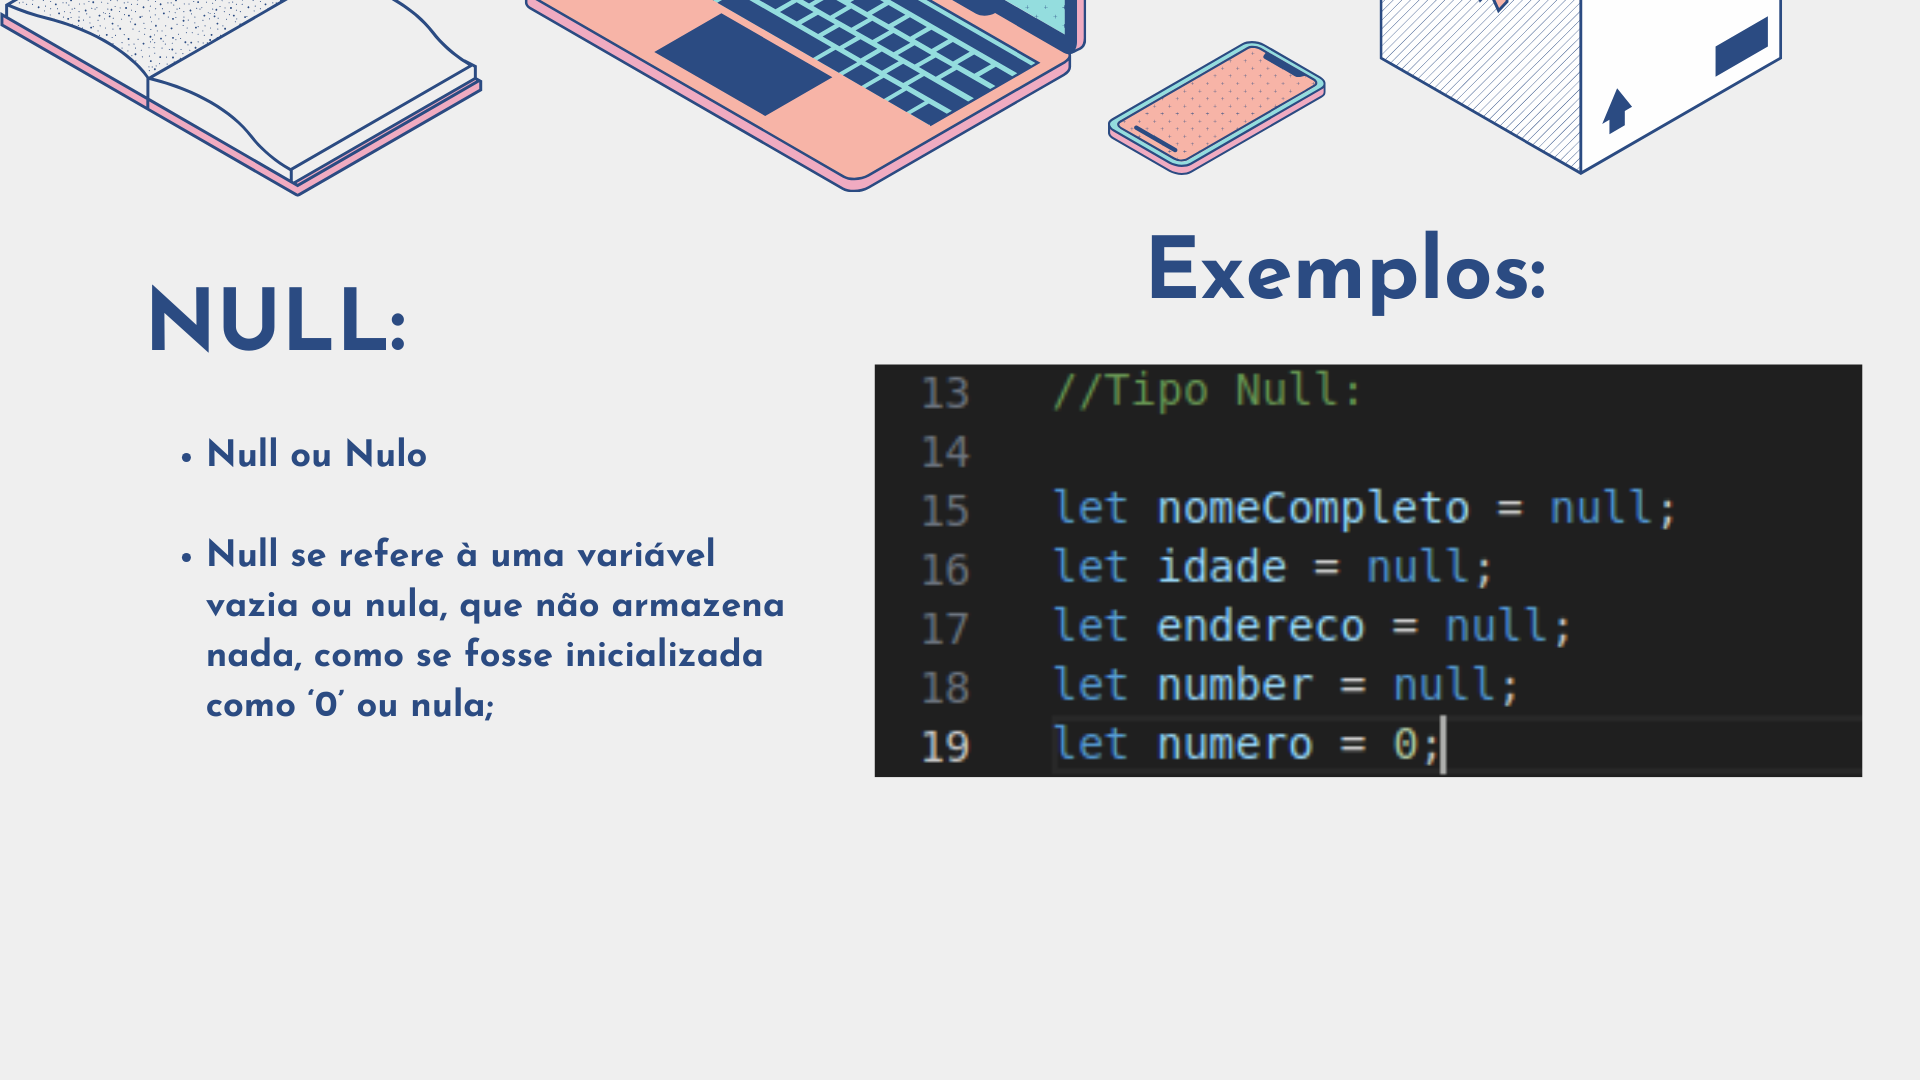 NULL:
• Null ou Nulo
• Null se refere à uma variável
vazia ou nula, que não armazena
nada, como se fosse inicializada
como ‘0’ ou nula;
Exemplos:
13 //Tipo Null:
14
15 let nomeCompleto = null;
16 let idade = null;
17 let endereco = null;
18 let number = null;
19 let numero = 0;